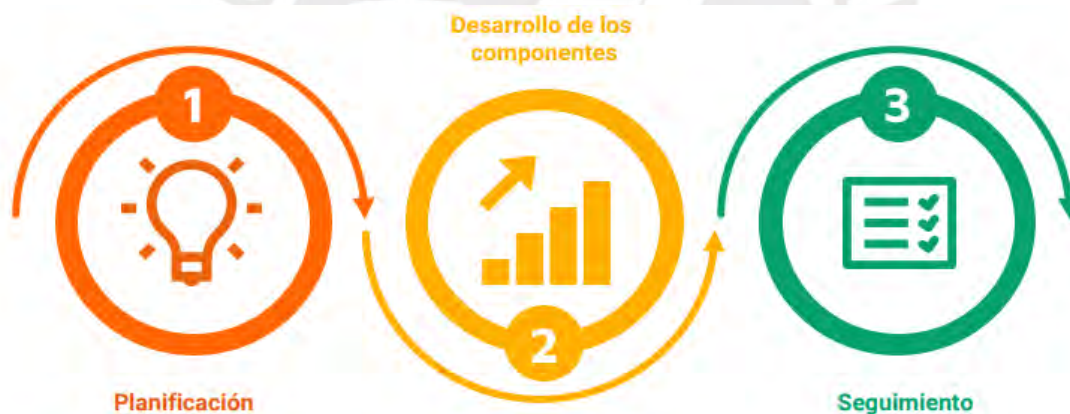 1
Planificación
Desarrollo de los
componentes
2
3
Seguimiento